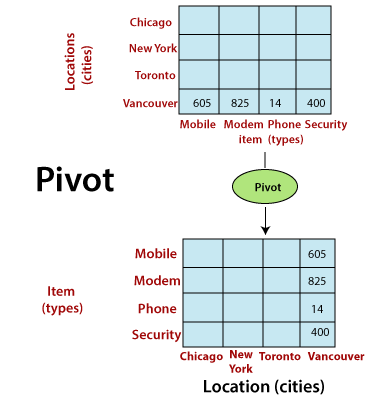 Locations
(cities)
Chicago
New York
Toronto
Vancouver 605 825 14 400
Mobile Modem Phone Security
item (types)
Pivot
Pivot
Item
(types)
Mobile 605
Modem 825
Phone 14
Security 400
Chicago New York Toronto Vancouver
Location (cities)